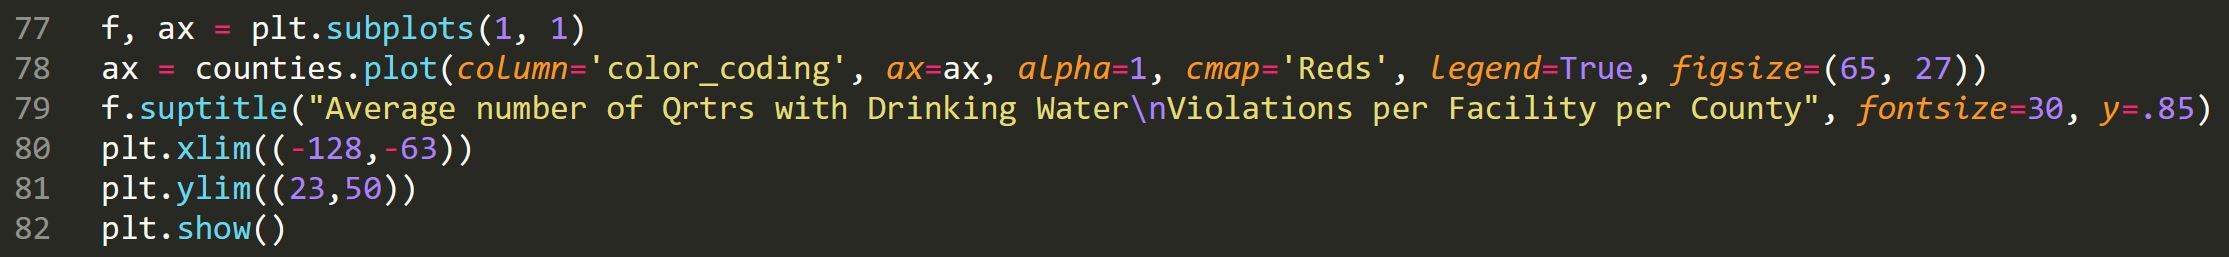 77 f, ax = plt.subplots(1, 1)
78 ax = counties.plot(column='color_coding', ax=ax, alpha=1, cmap='Reds', legend=True, figsize=(65, 27))
79 f.suptitle("Average number of Qrtrs with Drinking Water\nViolations per Facility per County", fontsize=30, y=.85)
80 plt.xlim((-128,-63))
81 plt.ylim((23,50))
82 plt.show()